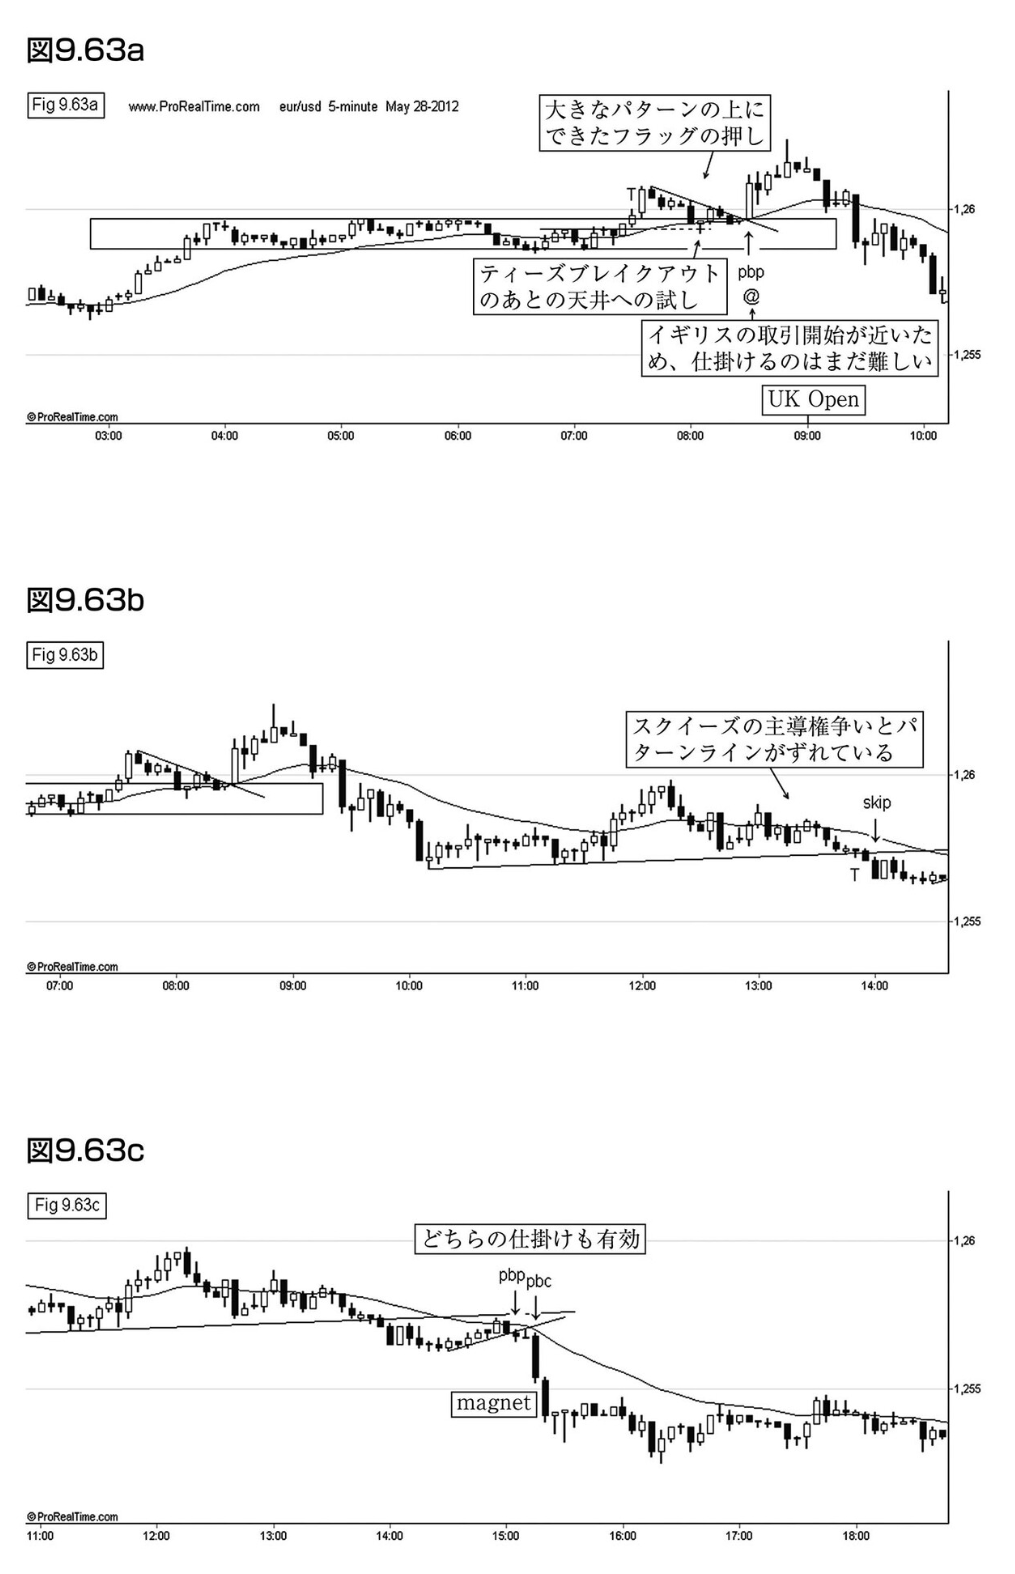 図9.63a
Fig 9.63a www.ProRealTime.com eur/usd 5-minute May 28-2012
大きなパターンの上に
できたフラッグの押し
T
1,26
ティーズブレイクアウト
のあとの天井への試し
pbp
@
イギリスの取引開始が近いた
め、仕掛けるのはまだ難しい
1,255
UK Open
©ProRealTime.com
03:00 04:00 05:00 06:00 07:00 08:00 09:00 10:00
図9.63b
Fig 9.63b
スクイーズの主導権争いとパ
ターンラインがずれている
1,26
skip
T
1,255
©ProRealTime.com
07:00 08:00 09:00 10:00 11:00 12:00 13:00 14:00
図9.63c
Fig 9.63c
どちらの仕掛けも有効
1,26
pbp pbc
magnet
1,255
©ProRealTime.com
11:00 12:00 13:00 14:00 15:00 16:00 17:00 18:00